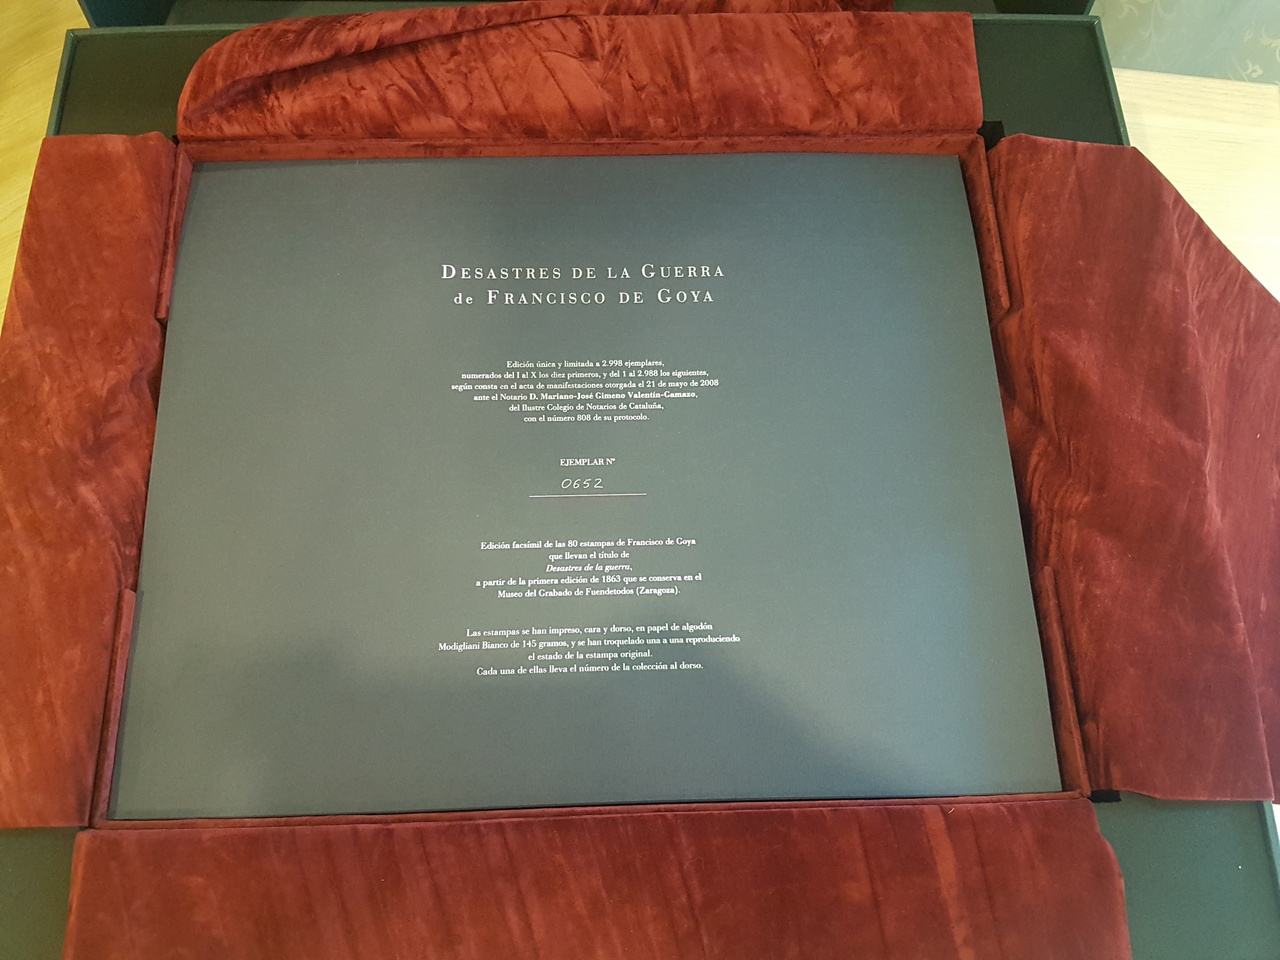 DESASTRES DE LA GUERRA
de FRANCISCO DE GOYA
Edición única y limitada a 2.998 ejemplares,
numerados del I al X los diez primeros, y del 1 al 2.988 los siguientes,
según consta en el acta de manifestaciones otorgada el 21 de mayo de 2008
ante el Notario D. Mariano-José Gimeno Valentín-Gamazo,
del Ilustre Colegio de Notarios de Cataluña,
con el número 808 de su protocolo.
EJEMPLAR Nº
0652
Edición facsímil de las 80 estampas de Francisco de Goya
que llevan el título de
Desastres de la guerra,
a partir de la primera edición de 1863 que se conserva en el
Museo del Grabado de Fuendetodos (Zaragoza).
Las estampas se han impreso, cara y dorso, en papel de algodón
Modigliani Bianco de 145 gramos, y se han troquelado una a una reproduciendo
el estado de la estampa original.
Cada una de ellas lleva el número de la colección al dorso.